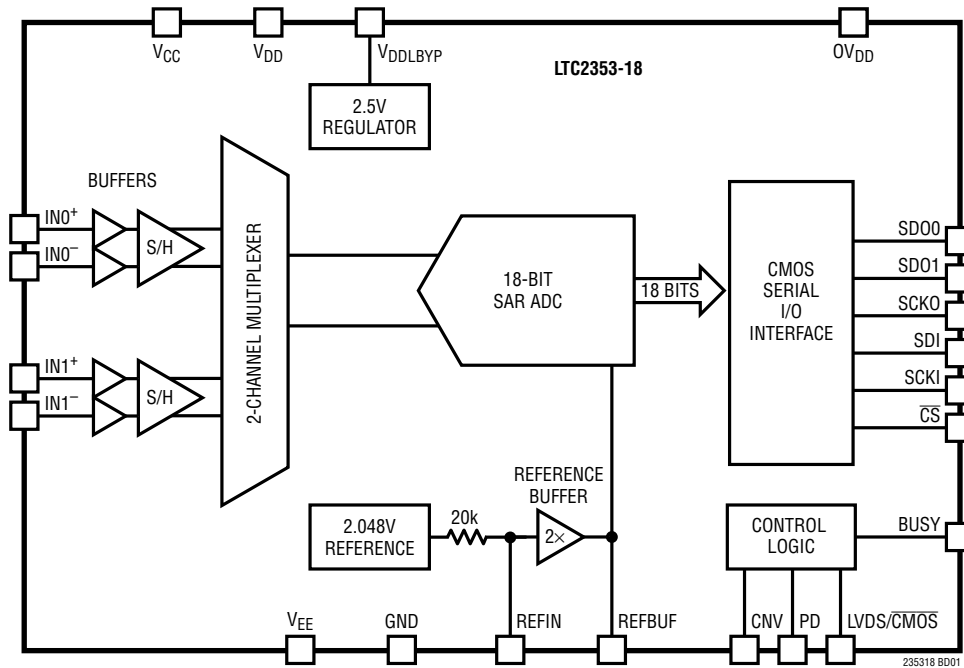 V_CC
V_DD
V_DDLBYP
OV_DD
LTC2353-18
2.5V
REGULATOR
BUFFERS
IN0⁺
IN0⁻
S/H
IN1⁺
IN1⁻
S/H
2-CHANNEL MULTIPLEXER
18-BIT
SAR ADC
18 BITS
CMOS
SERIAL
I/O
INTERFACE
SDO0
SDO1
SCKO
SDI
SCKI
C̅S̅
REFERENCE
BUFFER
2.048V
REFERENCE
20k
2×
CONTROL
LOGIC
BUSY
V_EE
GND
REFIN
REFBUF
CNV
PD
LVDS/C̅M̅O̅S̅
235318 BD01